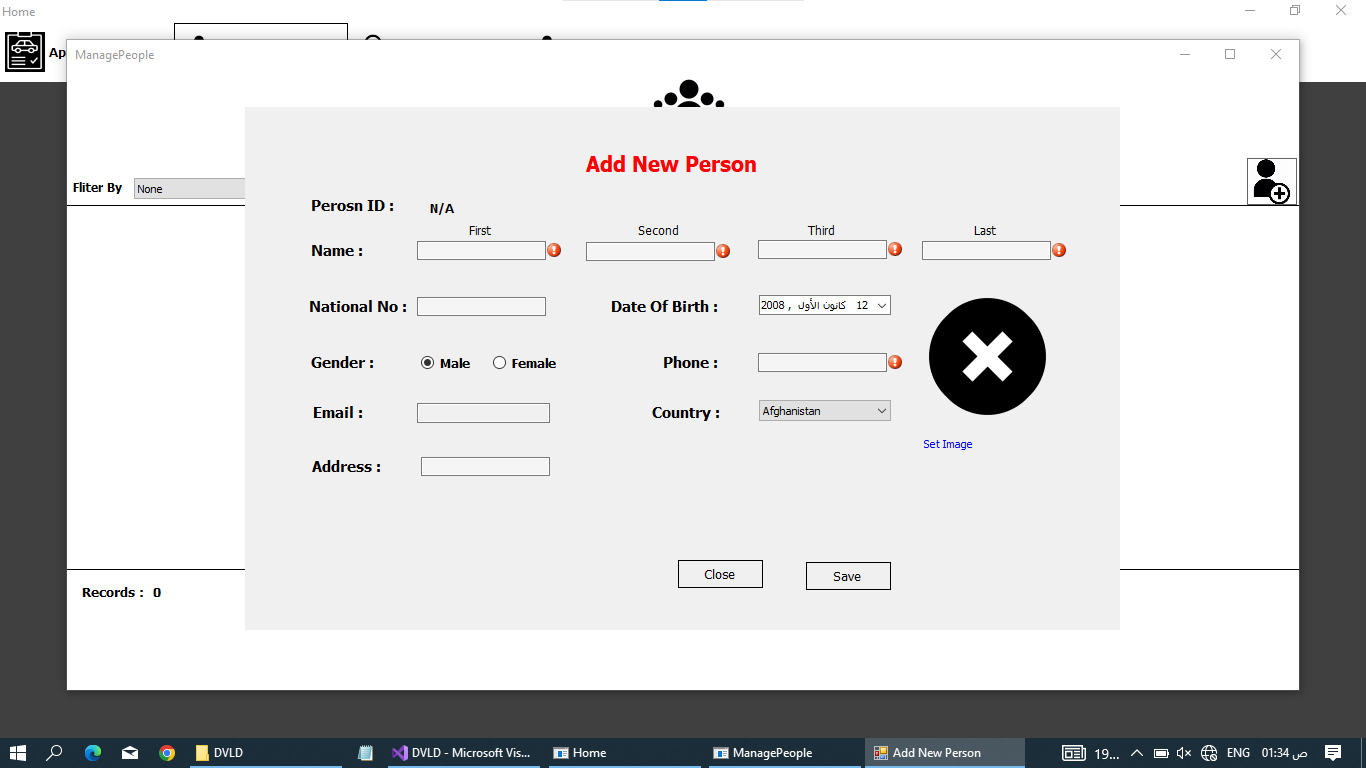 Home
Ap
ManagePeople
Add New Person
Fliter By None
Perosn ID : N/A
First Second Third Last
Name :
National No : Date Of Birth : 12 كانون الأول , 2008
Gender : Male Female Phone :
Email : Country : Afghanistan
Set Image
Address :
Close Save
Records : 0
DVLD DVLD - Microsoft Vis... Home ManagePeople Add New Person 19... ENG 01:34 ص